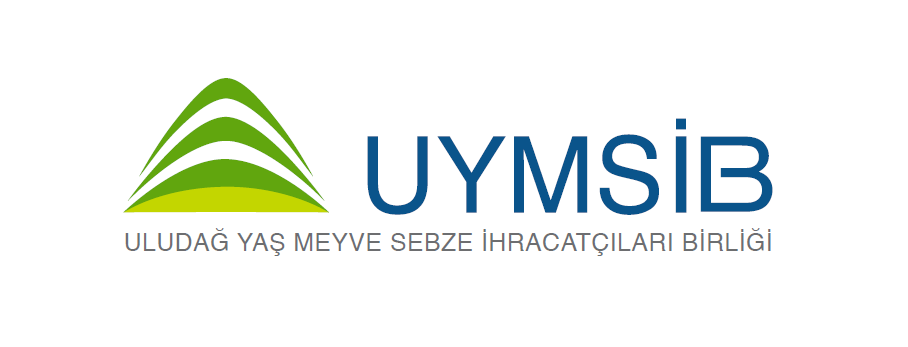 UYMSİB
ULUDAĞ YAŞ MEYVE SEBZE İHRACATÇILARI BİRLİĞİ